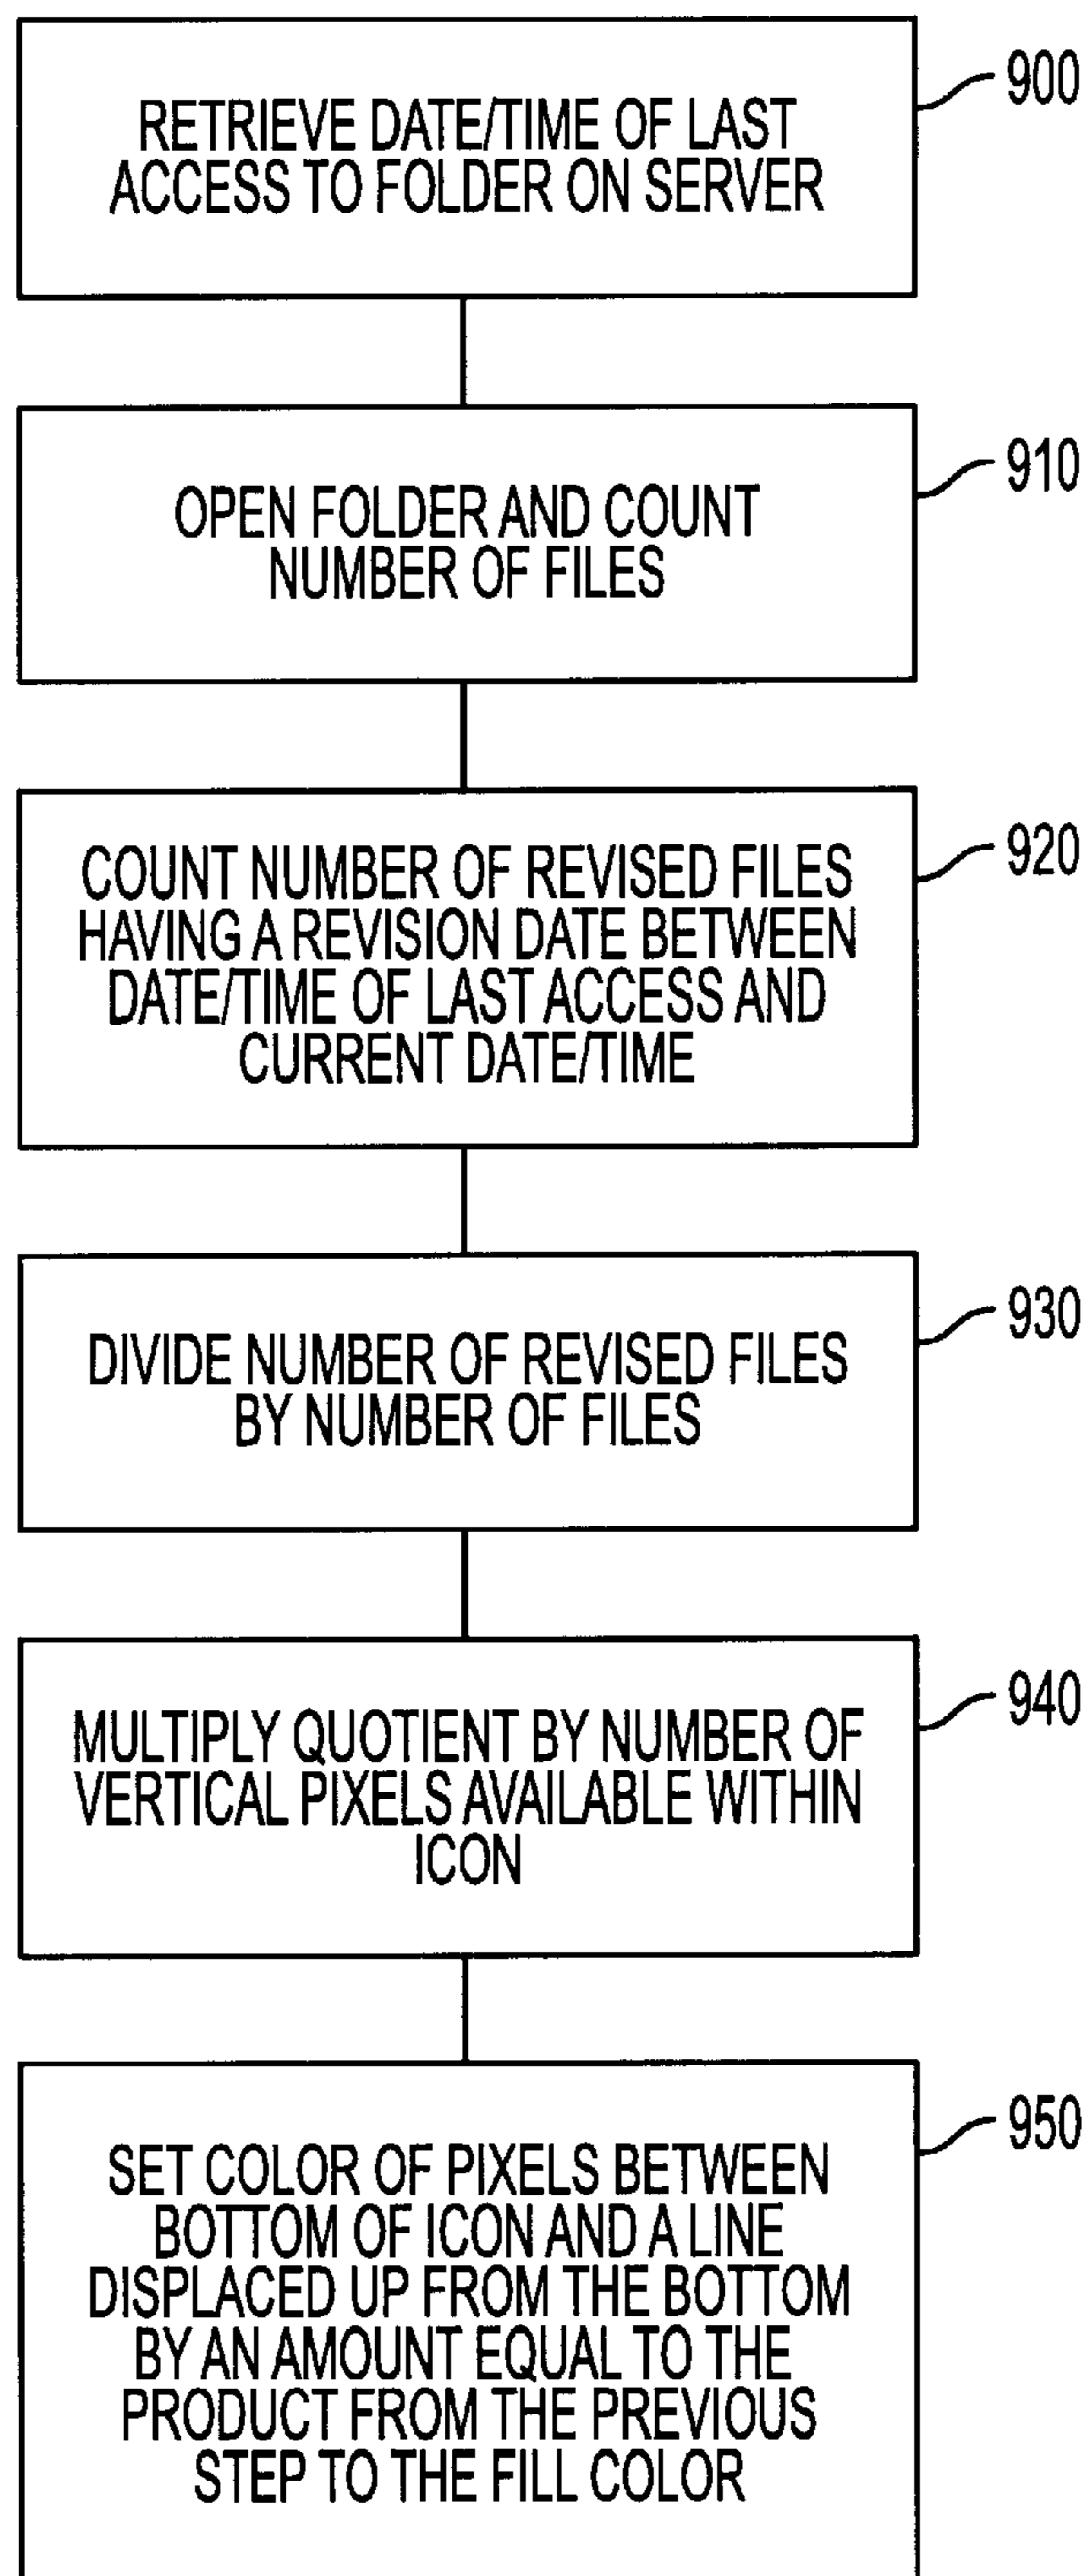 900
RETRIEVE DATE/TIME OF LAST
ACCESS TO FOLDER ON SERVER
910
OPEN FOLDER AND COUNT
NUMBER OF FILES
920
COUNT NUMBER OF REVISED FILES
HAVING A REVISION DATE BETWEEN
DATE/TIME OF LAST ACCESS AND
CURRENT DATE/TIME
930
DIVIDE NUMBER OF REVISED FILES
BY NUMBER OF FILES
940
MULTIPLY QUOTIENT BY NUMBER OF
VERTICAL PIXELS AVAILABLE WITHIN
ICON
950
SET COLOR OF PIXELS BETWEEN
BOTTOM OF ICON AND A LINE
DISPLACED UP FROM THE BOTTOM
BY AN AMOUNT EQUAL TO THE
PRODUCT FROM THE PREVIOUS
STEP TO THE FILL COLOR